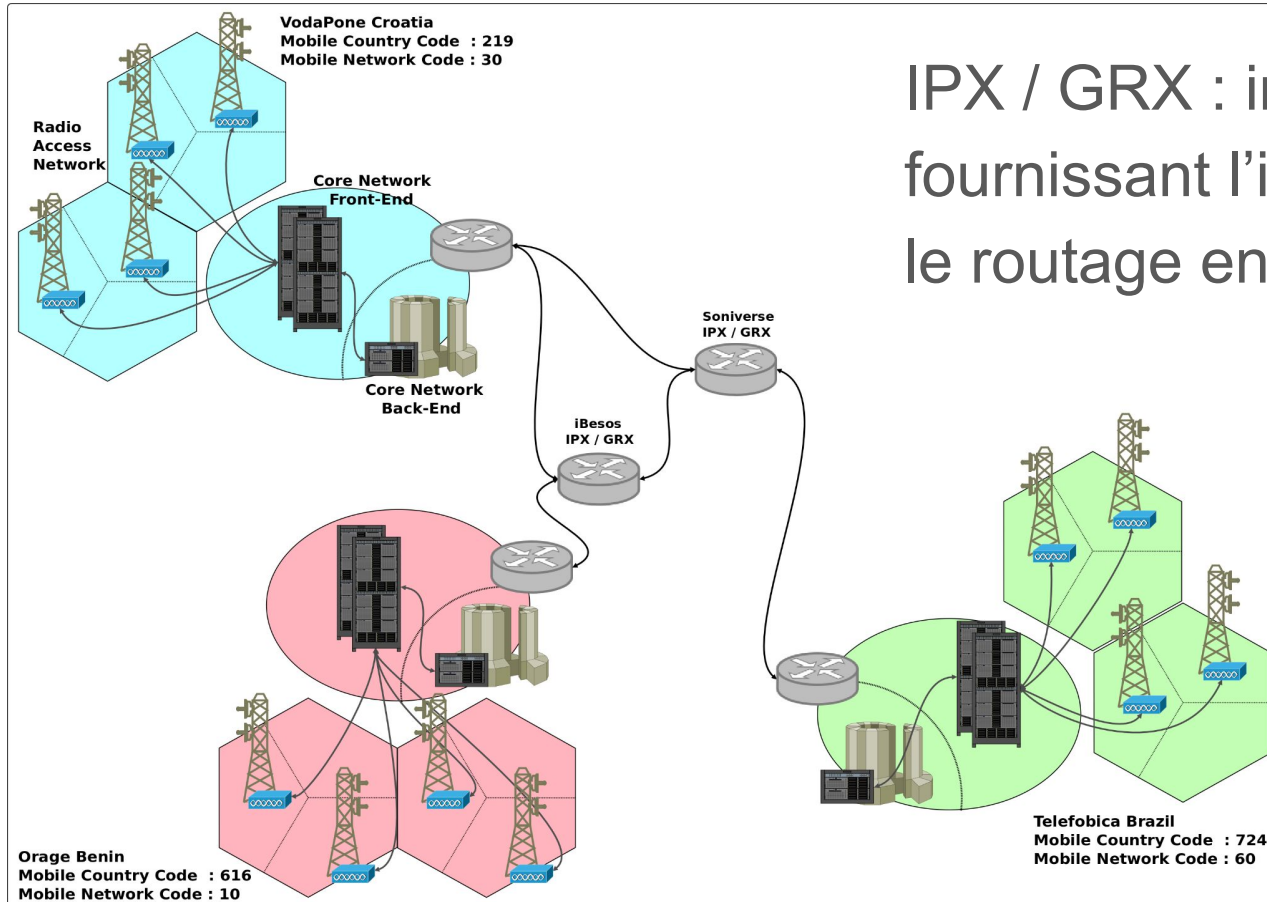 VodaPone Croatia
Mobile Country Code : 219
Mobile Network Code : 30
IPX / GRX :
fournissant
le routage
Radio
Access
Network
Core Network
Front-End
Core Network
Back-End
Soniverse
IPX / GRX
iBesos
IPX / GRX
Orage Benin
Mobile Country Code : 616
Mobile Network Code : 10
Telefobica Brazil
Mobile Country Code : 724
Mobile Network Code : 60